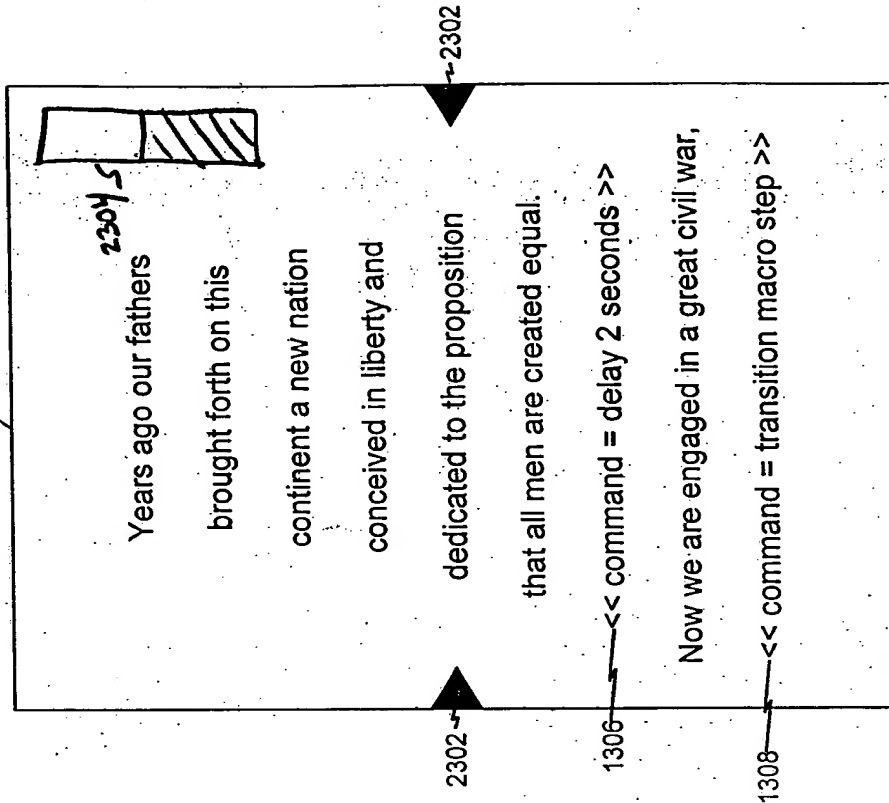 2304
Years ago our fathers
brought forth on this
continent a new nation
conceived in liberty and
2302 dedicated to the proposition 2302
that all men are created equal.
1306 << command = delay 2 seconds >>
Now we are engaged in a great civil war,
1308 << command = transition macro step >>